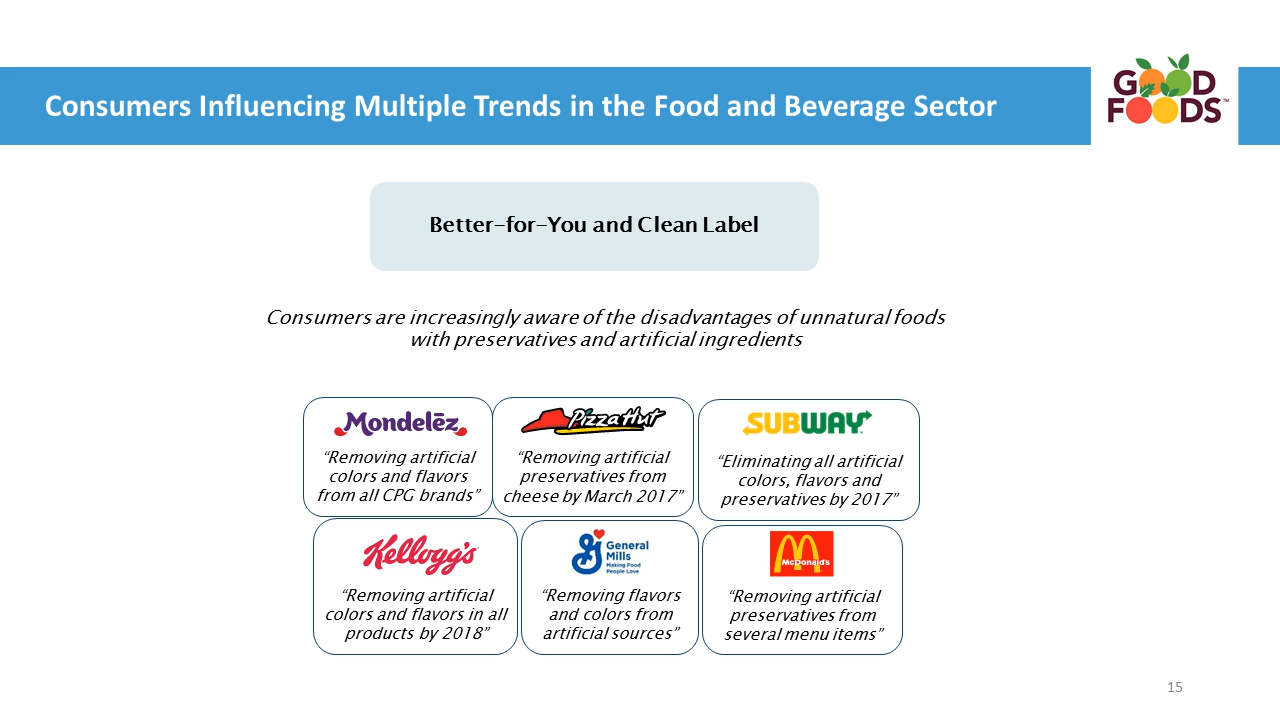 Consumers Influencing Multiple Trends in the Food and Beverage Sector
GOOD
FOODS™
Better-for-You and Clean Label
Consumers are increasingly aware of the disadvantages of unnatural foods
with preservatives and artificial ingredients
Mondelēz
“Removing artificial
colors and flavors
from all CPG brands”
Pizza Hut
“Removing artificial
preservatives from
cheese by March 2017”
SUBWAY
“Eliminating all artificial
colors, flavors and
preservatives by 2017”
Kellogg's
“Removing artificial
colors and flavors in all
products by 2018”
General
Mills
Making Food
People Love
“Removing flavors
and colors from
artificial sources”
McDonald's
“Removing artificial
preservatives from
several menu items”
15